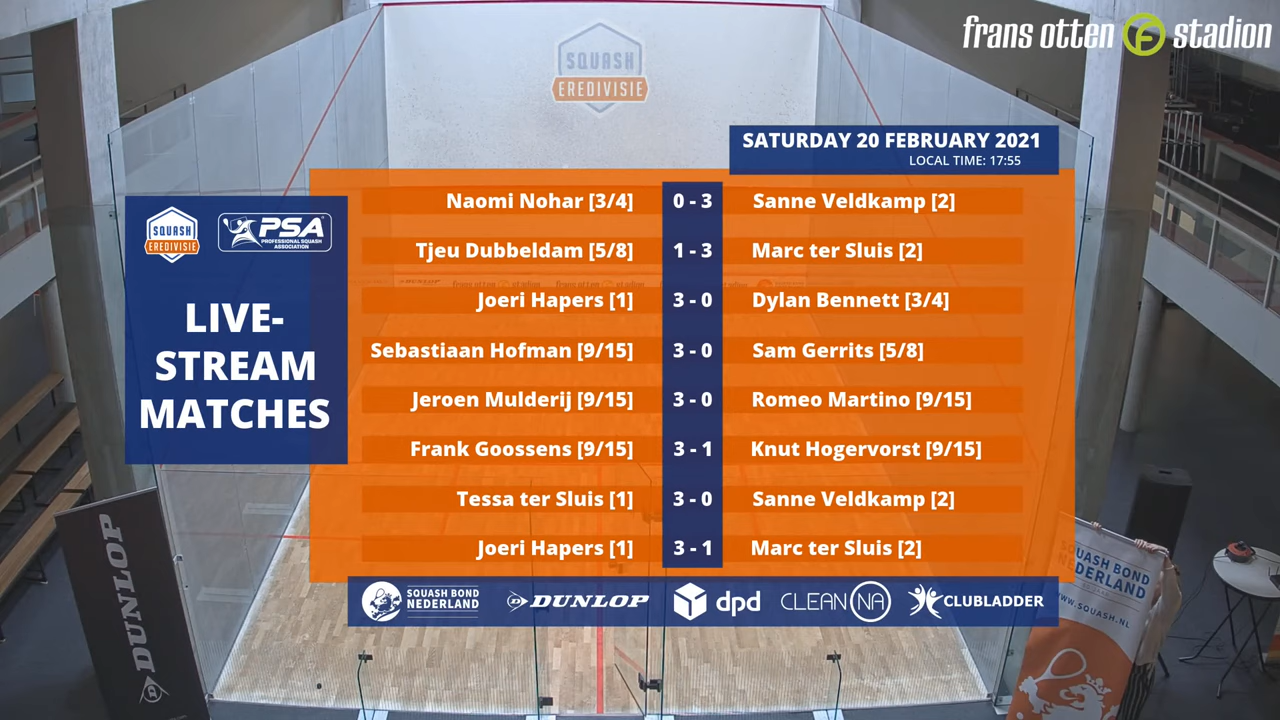 frans otten F stadion
SQUASH
EREDIVISIE
SATURDAY 20 FEBRUARY 2021
LOCAL TIME: 17:55
SQUASH
EREDIVISIE
PSA
PROFESSIONAL SQUASH
ASSOCIATION
LIVE-
STREAM
MATCHES
Naomi Nohar [3/4] 0 - 3 Sanne Veldkamp [2]
Tjeu Dubbeldam [5/8] 1 - 3 Marc ter Sluis [2]
Joeri Hapers [1] 3 - 0 Dylan Bennett [3/4]
Sebastiaan Hofman [9/15] 3 - 0 Sam Gerrits [5/8]
Jeroen Mulderij [9/15] 3 - 0 Romeo Martino [9/15]
Frank Goossens [9/15] 3 - 1 Knut Hogervorst [9/15]
Tessa ter Sluis [1] 3 - 0 Sanne Veldkamp [2]
Joeri Hapers [1] 3 - 1 Marc ter Sluis [2]
SQUASH BOND
NEDERLAND
DUNLOP
dpd
CLEAN NA
CLUBLADDER
DUNLOP
SQUASH BOND
NEDERLAND
WWW.SQUASH.NL